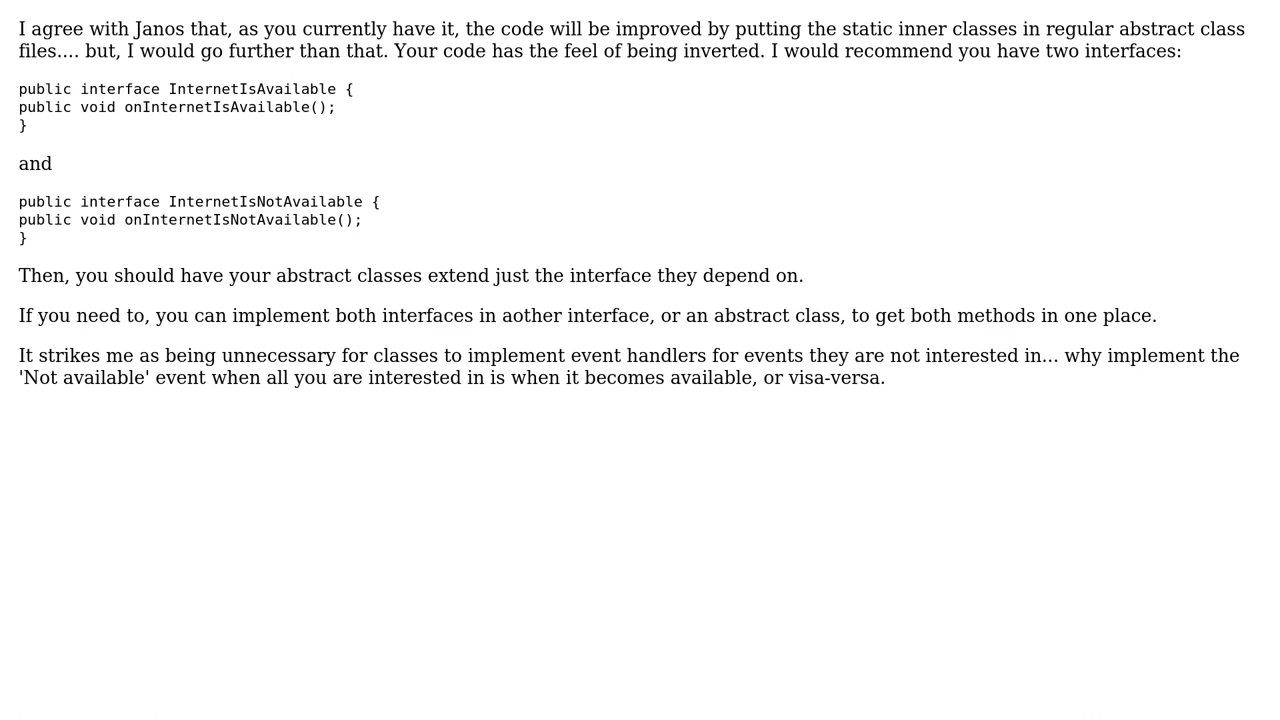 I agree with Janos that, as you currently have it, the code will be improved by putting the static inner classes in regular abstract class
files.... but, I would go further than that. Your code has the feel of being inverted. I would recommend you have two interfaces:
public interface InternetIsAvailable {
public void onInternetIsAvailable();
}
and
public interface InternetIsNotAvailable {
public void onInternetIsNotAvailable();
}
Then, you should have your abstract classes extend just the interface they depend on.
If you need to, you can implement both interfaces in aother interface, or an abstract class, to get both methods in one place.
It strikes me as being unnecessary for classes to implement event handlers for events they are not interested in... why implement the
'Not available' event when all you are interested in is when it becomes available, or visa-versa.